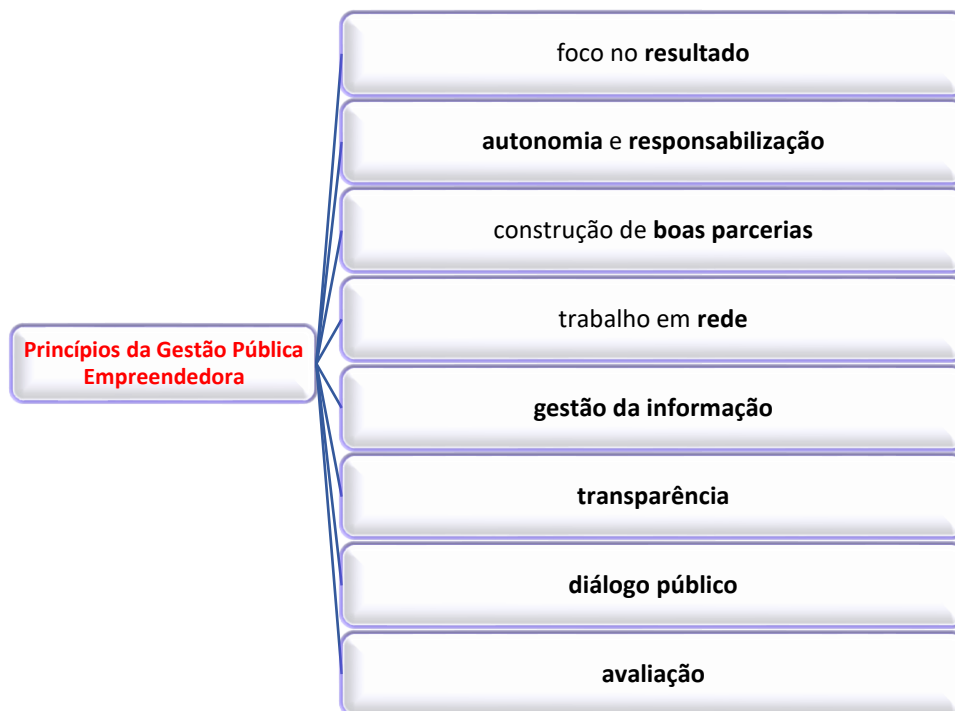 foco no resultado
autonomia e responsabilização
construção de boas parcerias
trabalho em rede
Princípios da Gestão Pública
Empreendedora
gestão da informação
transparência
diálogo público
avaliação